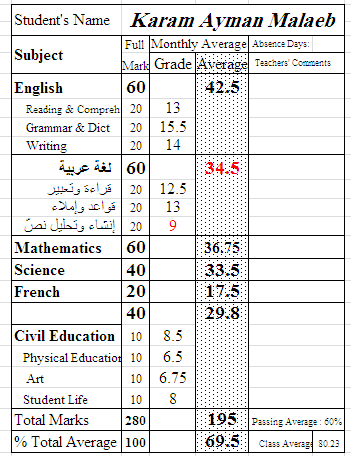 Student's Name Karam Ayman Malaeb
Subject Full Mark Monthly Average Absence Days:
Grade Average Teachers' Comments
English 60 42.5
Reading & Compreh 20 13
Grammar & Dict 20 15.5
Writing 20 14
لغة عربية 60 34.5
قراءة وتعبير 20 12.5
قواعد وإملاء 20 13
إنشاء وتحليل نصّ 20 9
Mathematics 60 36.75
Science 40 33.5
French 20 17.5
40 29.8
Civil Education 10 8.5
Physical Education 10 6.5
Art 10 6.75
Student Life 10 8
Total Marks 280 195 Passing Average : 60%
% Total Average 100 69.5 Class Average 80.23